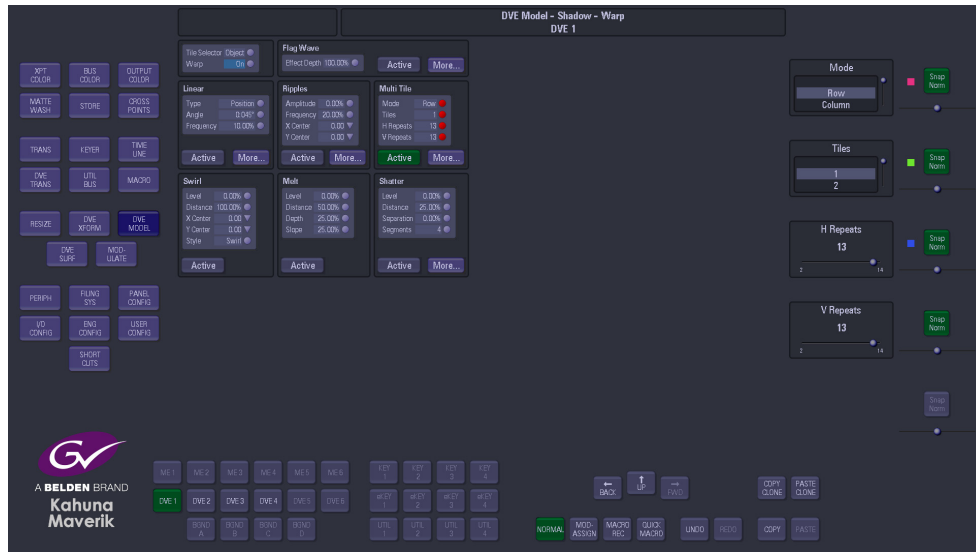 DVE Model - Shadow - Warp
DVE 1
XPT COLOR
BUS COLOR
OUTPUT COLOR
MATTE WASH
STORE
CROSS POINTS
TRANS
KEYER
TIME LINE
DVE TRANS
UTIL BUS
MACRO
RESIZE
DVE XFORM
DVE MODEL
DVE SURF
MOD-ULATE
PERIPH
FILING SYS
PANEL CONFIG
I/O CONFIG
ENG CONFIG
USER CONFIG
SHORT CUTS
Tile Selector Object
Warp On
Flag Wave
Effect Depth 100.00%
Active More...
Linear
Type Position
Angle 0.045°
Frequency 10.00%
Active More...
Ripples
Amplitude 0.00%
Frequency 20.00%
X Center 0.00
Y Center 0.00
Active More...
Multi Tile
Mode Row
Tiles 1
H Repeats 13
V Repeats 13
Active More...
Swirl
Level 0.00%
Distance 100.00%
X Center 0.00
Y Center 0.00
Style Swirl
Active
Mult
Level 0.00%
Distance 50.00%
Depth 25.00%
Slope 25.00%
Active
Shatter
Level 0.00%
Distance 25.00%
Separation 0.00%
Segments 4
Active More...
Mode
Row
Column
Snap Norm
Tiles
1
2
Snap Norm
H Repeats
13
2 14
Snap Norm
V Repeats
13
2 14
Snap Norm
Snap Norm
GV
A BELDEN BRAND
Kahuna
Maverik
ME 1 ME 2 ME 3 ME 4 ME 5 ME 6
DVE 1 DVE 2 DVE 3 DVE 4 DVE 5 DVE 6
BGND A BGND B BGND C BGND D
KEY 1 KEY 2 KEY 3 KEY 4
øKEY 1 øKEY 2 øKEY 3 øKEY 4
UTIL 1 UTIL 2 UTIL 3 UTIL 4
← BACK
↑ UP
→ FWD
COPY CLONE
PASTE CLONE
NORMAL
MOD-ASSIGN
MACRO REC
QUICK MACRO
UNDO
REDO
COPY
PASTE